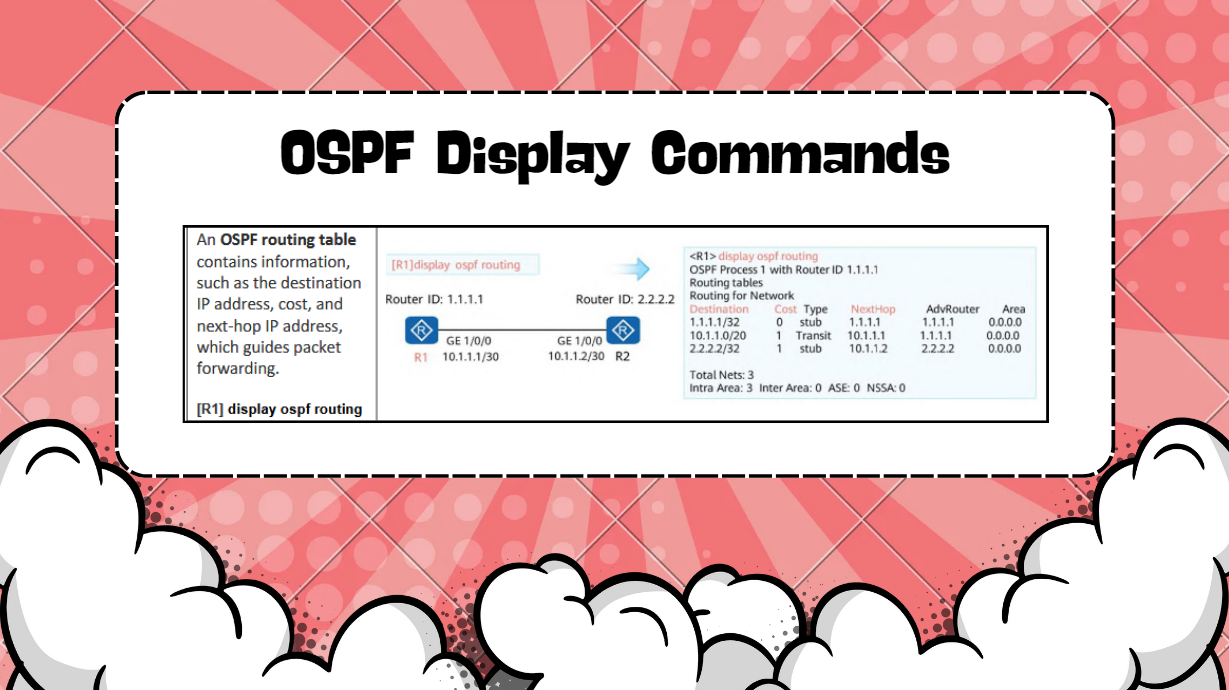 OSPF Display Commands
An OSPF routing table
contains information,
such as the destination
IP address, cost, and
next-hop IP address,
which guides packet
forwarding.
[R1] display ospf routing
[R1]display ospf routing
Router ID: 1.1.1.1
Router ID: 2.2.2.2
R
R
GE 1/0/0
GE 1/0/0
R1 10.1.1.1/30
10.1.1.2/30 R2
<R1> display ospf routing
OSPF Process 1 with Router ID 1.1.1.1
Routing tables
Routing for Network
Destination Cost Type NextHop AdvRouter Area
1.1.1.1/32 0 stub 1.1.1.1 1.1.1.1 0.0.0.0
10.1.1.0/20 1 Transit 10.1.1.1 1.1.1.1 0.0.0.0
2.2.2.2/32 1 stub 10.1.1.2 2.2.2.2 0.0.0.0
Total Nets: 3
Intra Area: 3 Inter Area: 0 ASE: 0 NSSA: 0